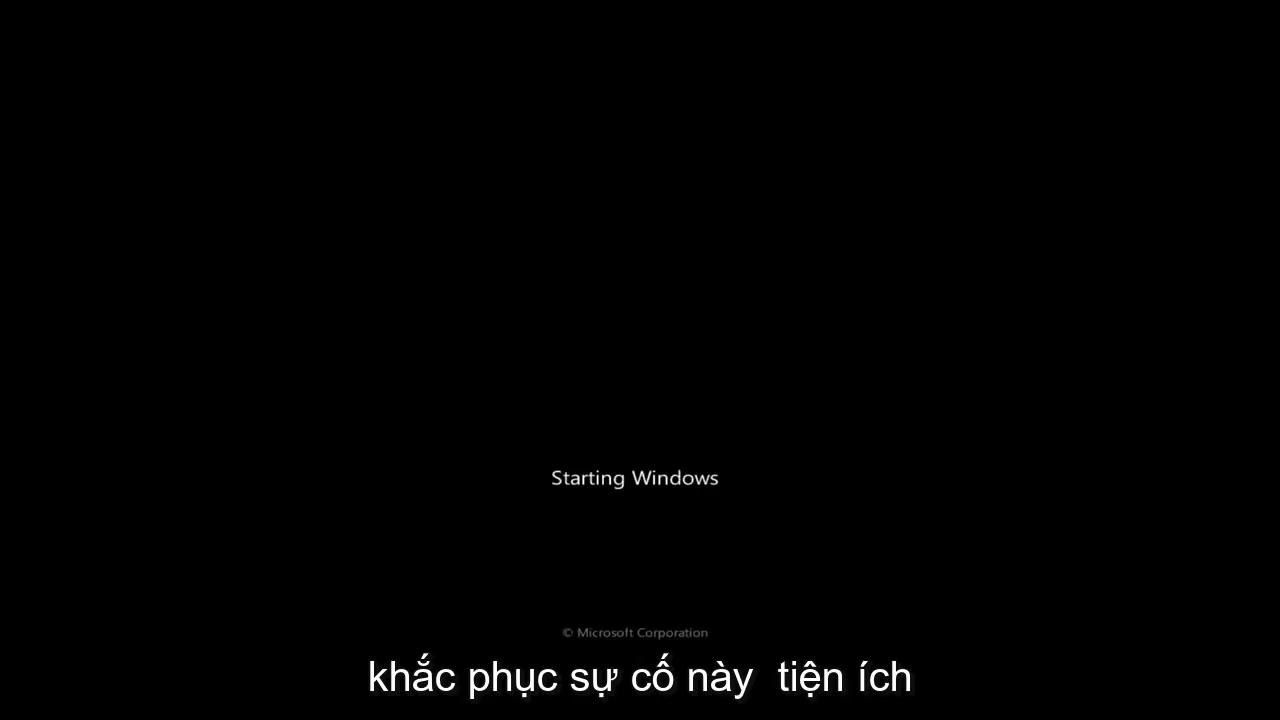 Starting Windows
© Microsoft Corporation
khắc phục sự cố này tiện ích